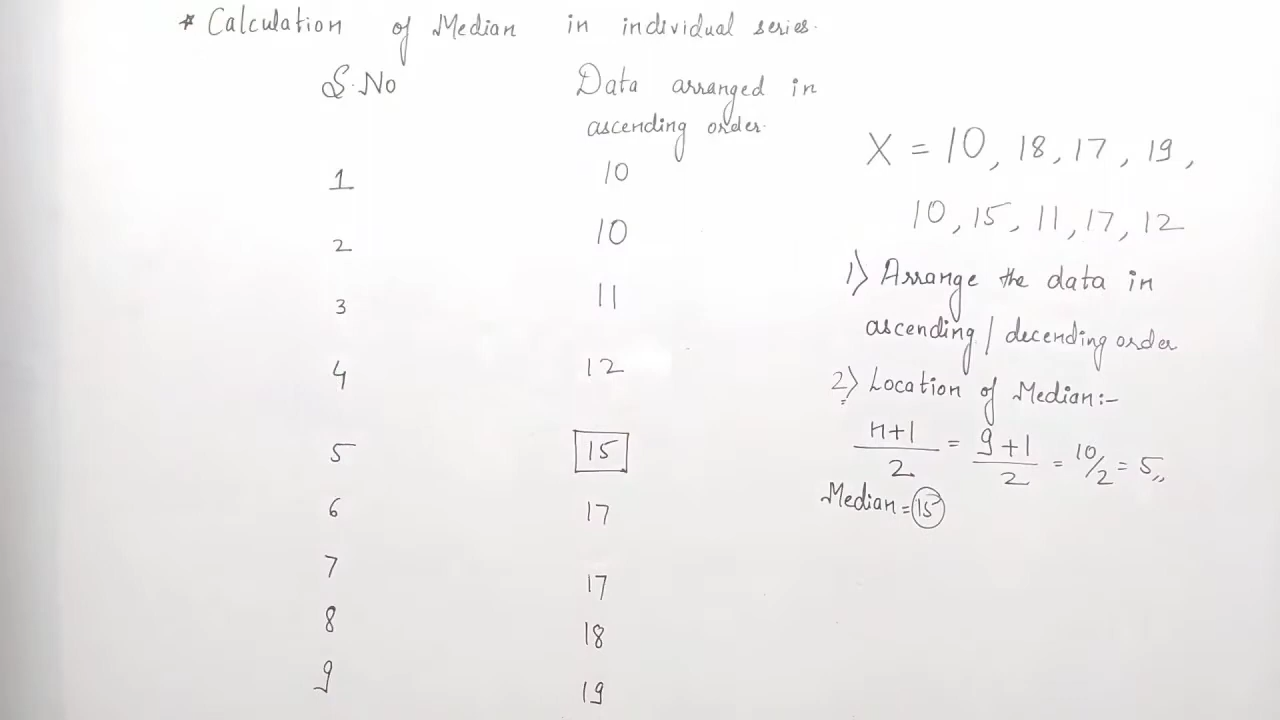 * Calculation of Median in individual series.
S.No Data arranged in
ascending order.
1 10
2 10
3 11
4 12
5 15
6 17
7 17
8 18
9 19
X = 10, 18, 17, 19,
10, 15, 11, 17, 12
1) Arrange the data in
ascending / decending order
2) Location of Median:-
n+1/2 = 9+1/2 = 10/2 = 5,,
Median = 15